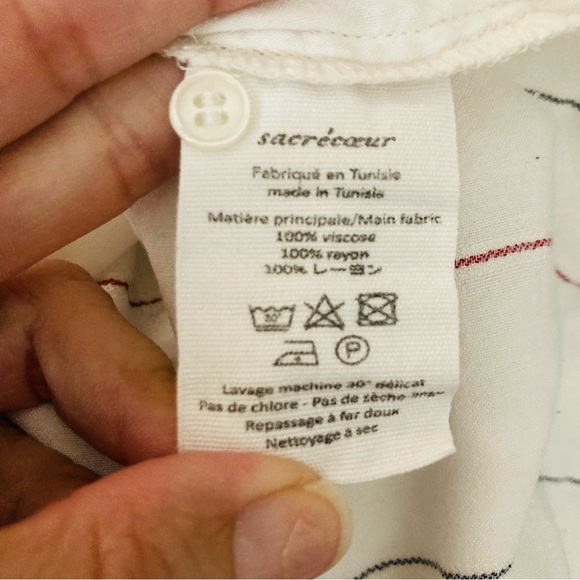 sacrécœur
Fabriqué en Tunisie
made in Tunisia
Matière principale/Main fabric
100% viscose
100% rayon
100% レーヨン
30°
P
Lavage machine 30° délicat
Pas de chlore - Pas de sèche
Repassage à fer doux
Nettoyage à sec